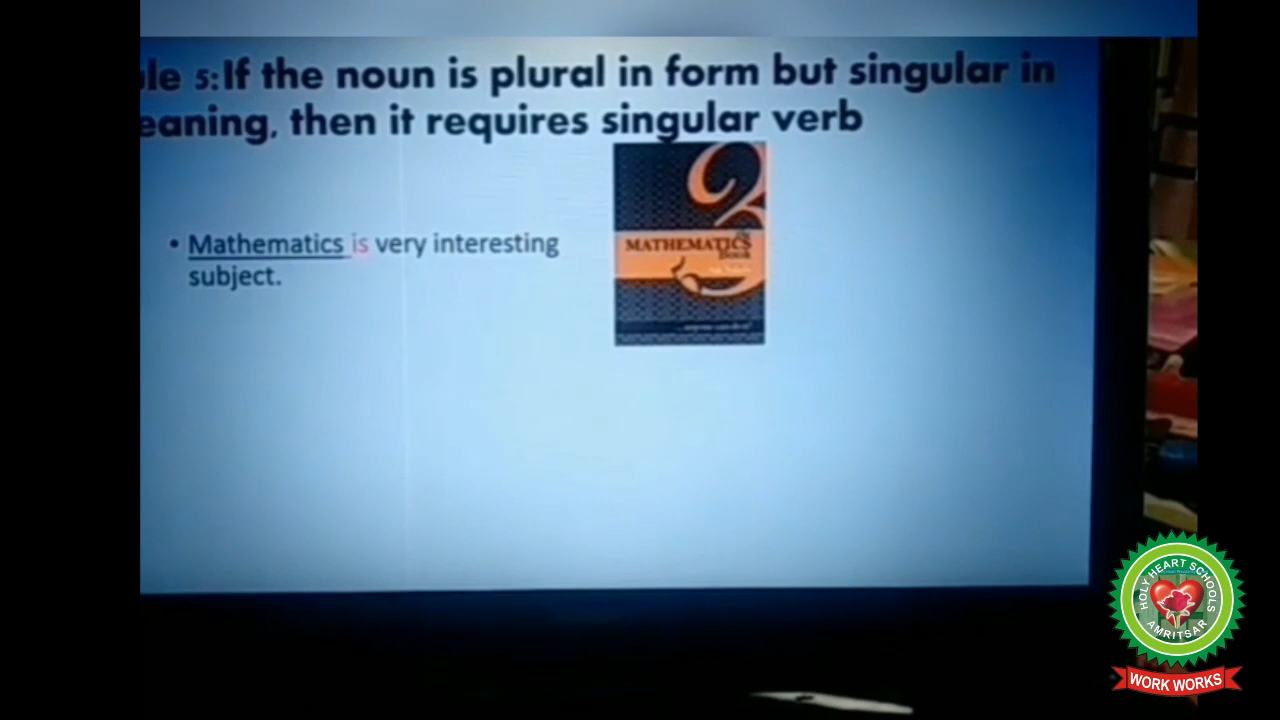 le 5:If the noun is plural in form but singular in
eaning, then it requires singular verb
• Mathematics is very interesting
subject.
MATHEMATICS
Book
HOLY HEART SCHOOLS
AMRITSAR
WORK WORKS